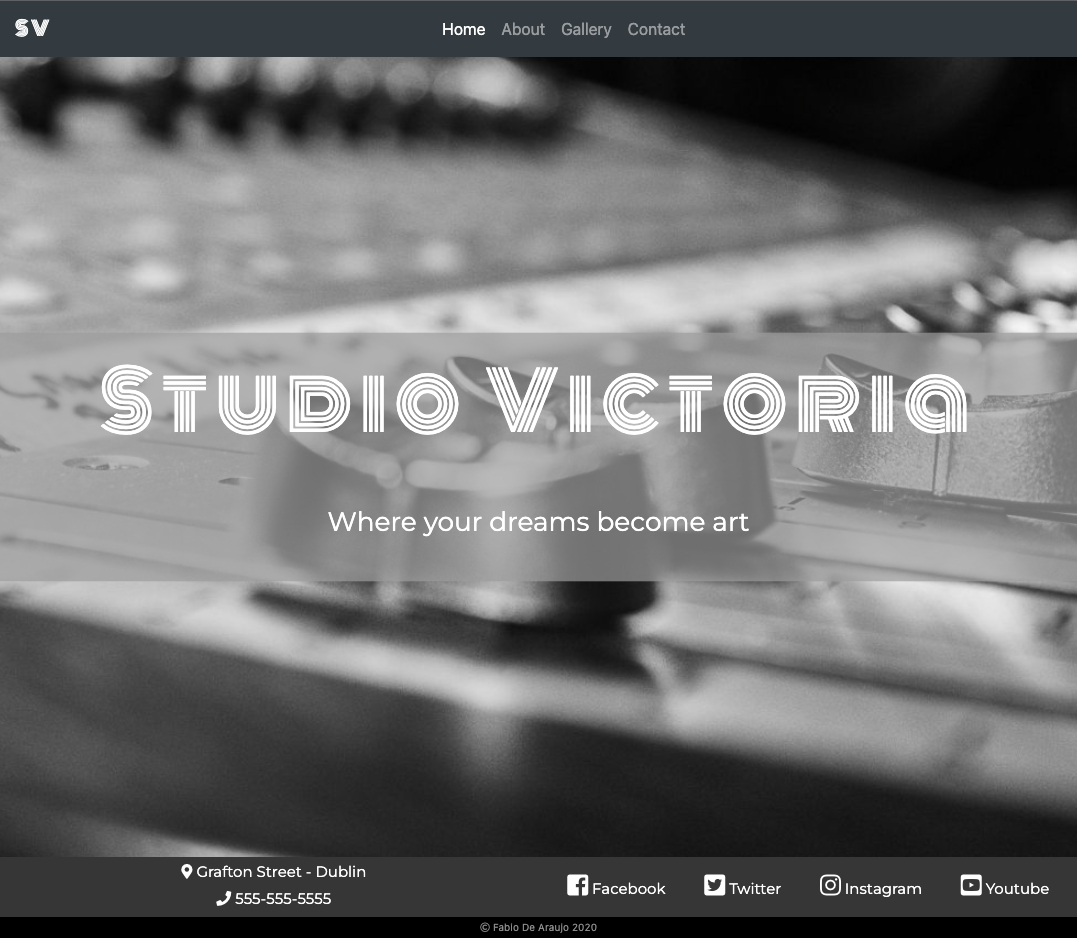 SV Home About Gallery Contact
Studio Victoria
Where your dreams become art
Grafton Street - Dublin
555-555-5555
Facebook Twitter Instagram Youtube
© Fabio De Araujo 2020